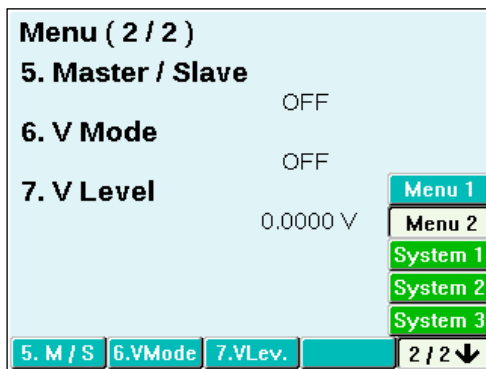 Menu ( 2 / 2 )
5. Master / Slave
OFF
6. V Mode
OFF
7. V Level
0.0000 V
Menu 1
Menu 2
System 1
System 2
System 3
5. M / S 6.VMode 7.VLev. 2 / 2